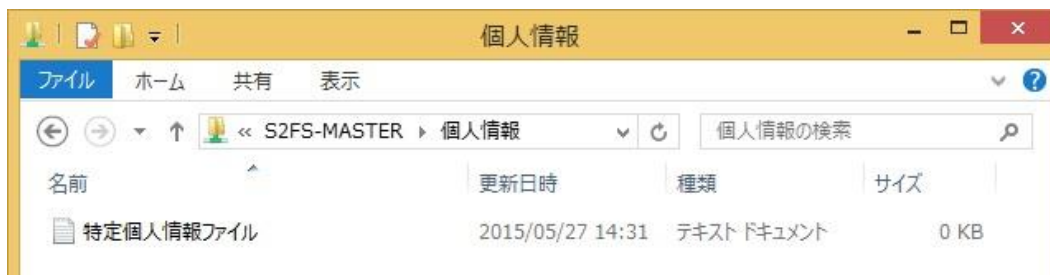 個人情報
ファイル ホーム 共有 表示
« S2FS-MASTER 個人情報 個人情報の検索
名前 更新日時 種類 サイズ
特定個人情報ファイル 2015/05/27 14:31 テキスト ドキュメント 0 KB